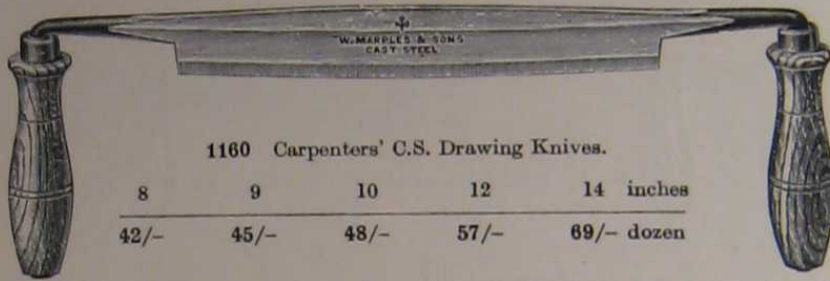 W. MARPLES & SONS
CAST STEEL
1160 Carpenters' C.S. Drawing Knives.
8 9 10 12 14 inches
42/– 45/– 48/– 57/– 69/– dozen